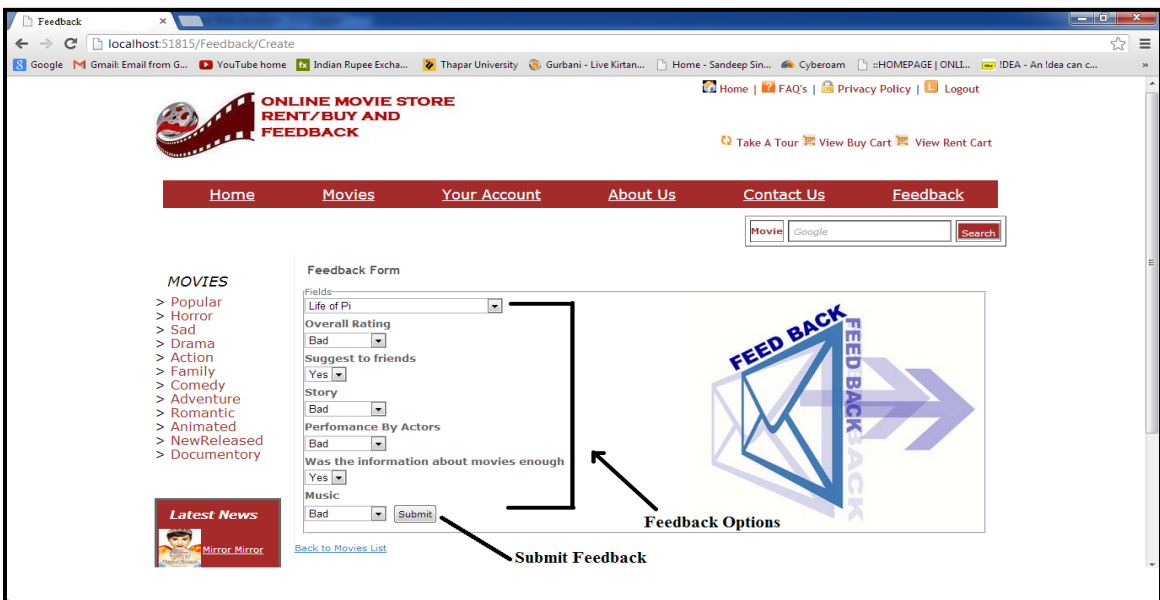 Feedback
localhost:51815/Feedback/Create
Google Gmail: Email from G... YouTube home Indian Rupee Excha... Thapar University Gurbani - Live Kirtan... Home - Sandeep Sin... Cyberoam ::HOMEPAGE | ONLI... !DEA - An !dea can c... »
Home | FAQ's | Privacy Policy | Logout
ONLINE MOVIE STORE
RENT/BUY AND
FEEDBACK
Take A Tour View Buy Cart View Rent Cart
Home Movies Your Account About Us Contact Us Feedback
Movie Google Search
MOVIES
> Popular
> Horror
> Sad
> Drama
> Action
> Family
> Comedy
> Adventure
> Romantic
> Animated
> NewReleased
> Documentory
Latest News
Mirror Mirror
Feedback Form
Fields
Life of Pi
Overall Rating
Bad
Suggest to friends
Yes
Story
Bad
Perfomance By Actors
Bad
Was the information about movies enough
Yes
Music
Bad Submit
Back to Movies List
FEED BACK
FEED BACK
BACK
Feedback Options
Submit Feedback